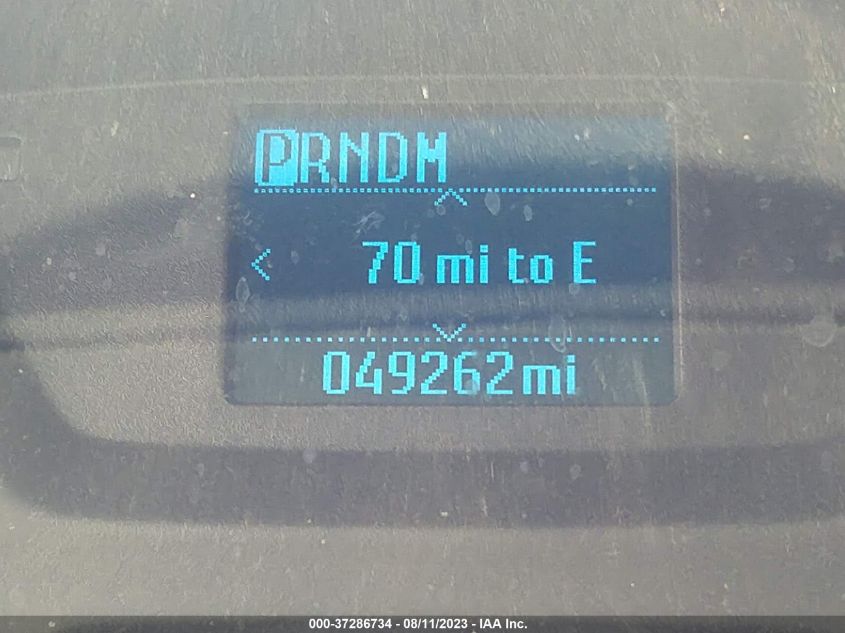 PRNDM
70 mi to E
049262mi
000-37286734 - 08/11/2023 - IAA Inc.